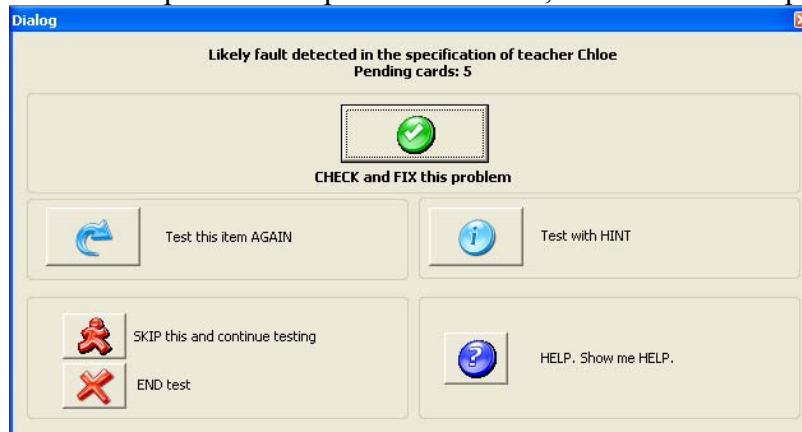 Dialog
Likely fault detected in the specification of teacher Chloe
Pending cards: 5
CHECK and FIX this problem
Test this item AGAIN
Test with HINT
SKIP this and continue testing
END test
HELP. Show me HELP.